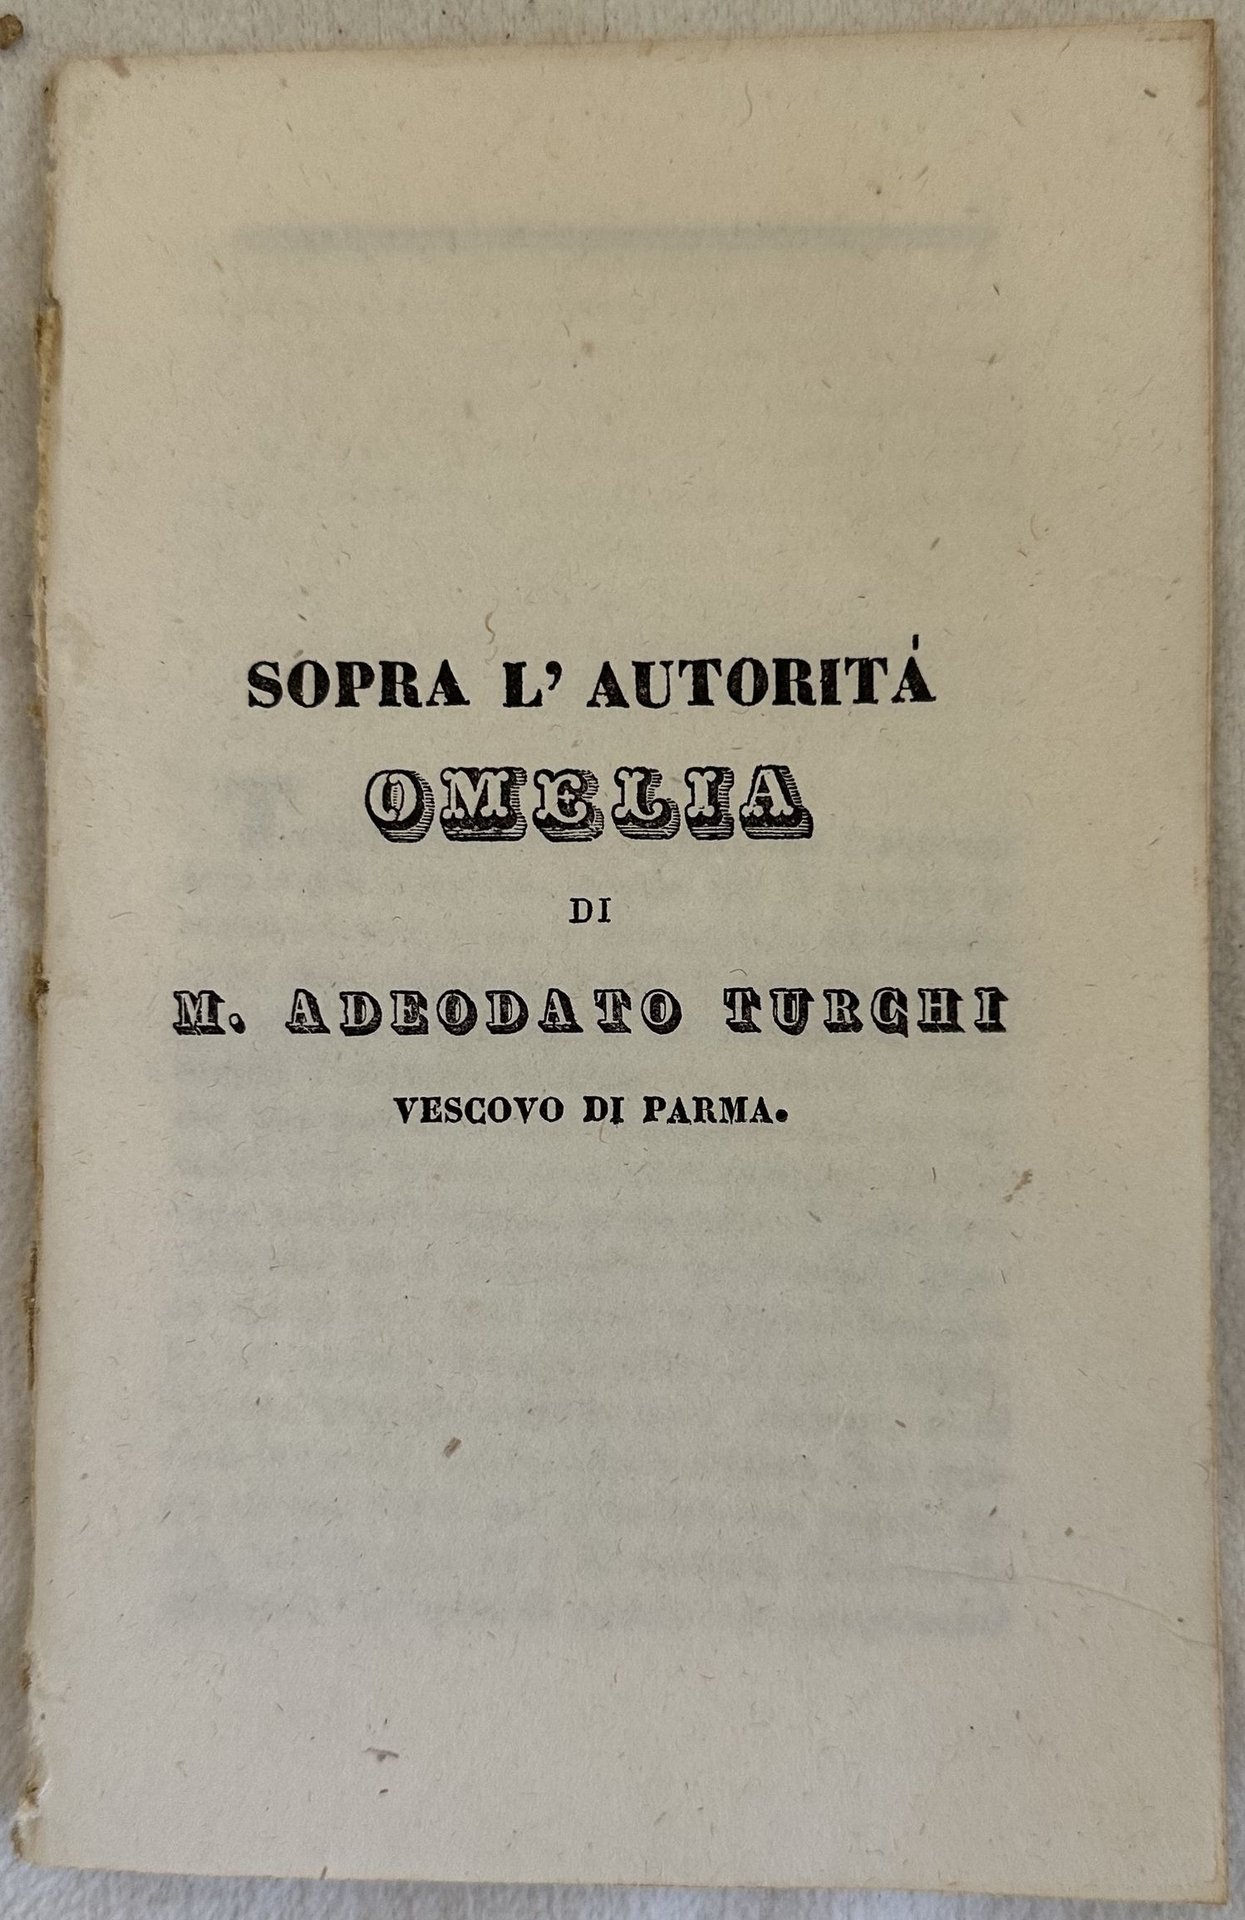 SOPRA L' AUTORITÁ
OMELIA
DI
M. ADEODATO TURCHI
VESCOVO DI PARMA.